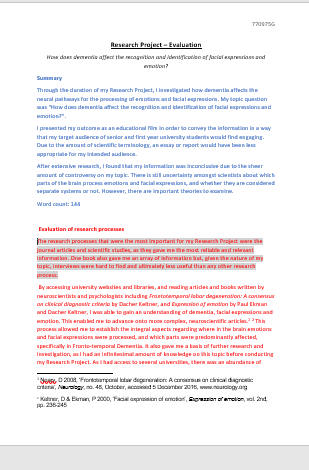 770975G
Research Project – Evaluation
How does dementia affect the recognition and identification of facial expressions and
emotion?
Summary
Through the duration of my Research Project, I investigated how dementia affects the
neural pathways for the processing of emotions and facial expressions. My topic question
was "How does dementia affect the recognition and identification of facial expressions and
emotion?".
I presented my outcome as an educational film in order to convey the information in a way
that my target audience of senior and first year university students would find engaging.
Due to the amount of scientific terminology, an essay or report would have been less
appropriate for my intended audience.
After extensive research, I found that my information was inconclusive due to the sheer
amount of controversy on my topic. There is still uncertainty amongst scientists about which
parts of the brain process emotions and facial expressions, and whether they are considered
separate systems or not. However, there are important theories to examine.
Word count: 144
Evaluation of research processes
The research processes that were the most important for my Research Project were the
journal articles and scientific studies, as they gave me the most reliable and relevant
information. One book also gave me an array of information but, given the nature of my
topic, interviews were hard to find and ultimately less useful than any other research
process.
By accessing university websites and libraries, and reading articles and books written by
neuroscientists and psychologists including Frontotemporal lobar degeneration: A consensus
on clinical diagnostic criteria by Dacher Keltner, and Expression of emotion by Paul Ekman
and Dacher Keltner, I was able to gain an understanding of dementia, facial expressions and
emotion. This enabled me to advance onto more complex, neuroscientific articles.¹ ² This
process allowed me to establish the integral aspects regarding where in the brain emotions
and facial expressions were processed, and which parts were predominantly affected,
specifically in Fronto-temporal Dementia. It also gave me a basis of further research and
investigation, as I had an infinitesimal amount of knowledge on this topic before conducting
my Research Project. As I had access to several universities, there was an abundance of
¹ D 2008, 'Frontotemporal lobar degeneration: A consensus on clinical diagnostic
criteria', Neurology, no. 48, October, accessed 5 December 2016, www.neurology.org
² Keltner, D & Ekman, P 2000, 'Facial expression of emotion', Expression of emotion, vol. 2nd,
pp. 236-245